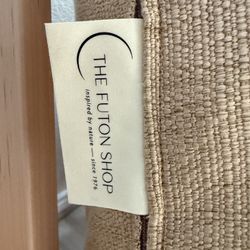 THE FUTON SHOP
inspired by nature — since 1976